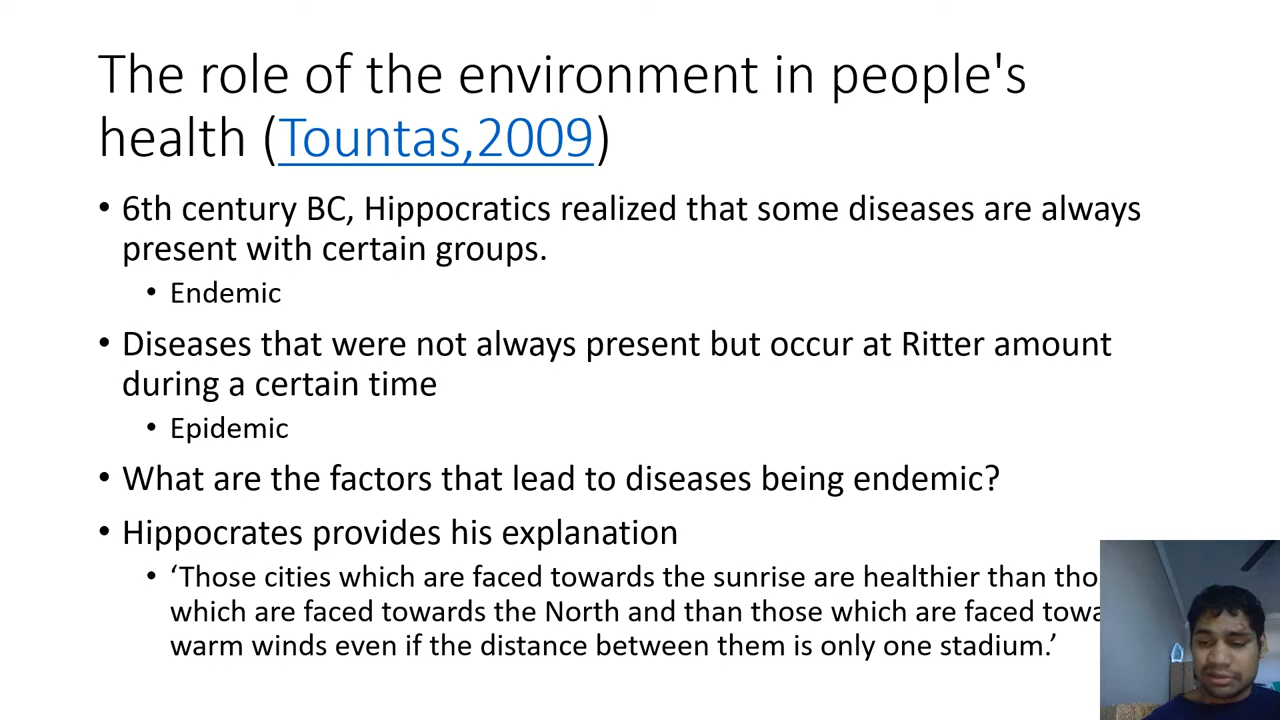 The role of the environment in people's
health (Tountas,2009)
• 6th century BC, Hippocratics realized that some diseases are always
present with certain groups.
• Endemic
• Diseases that were not always present but occur at Ritter amount
during a certain time
• Epidemic
• What are the factors that lead to diseases being endemic?
• Hippocrates provides his explanation
• ‘Those cities which are faced towards the sunrise are healthier than
which are faced towards the North and than those which are faced
warm winds even if the distance between them is only one stadium.’